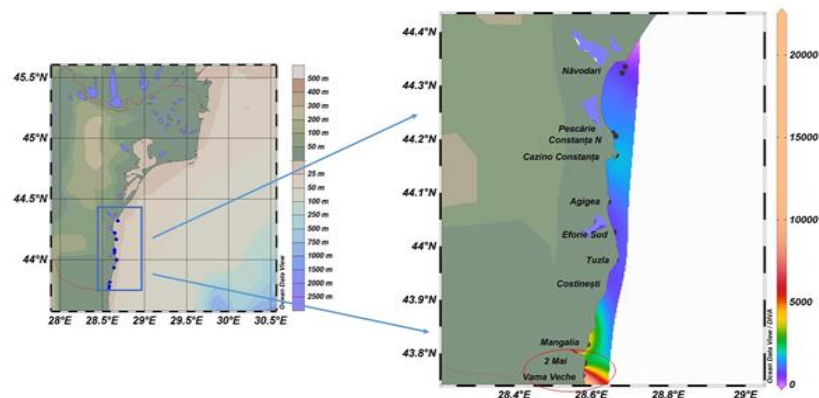 45.5°N
45°N
44.5°N
44°N
28°E 28.5°E 29°E 29.5°E 30°E 30.5°E
500 m
400 m
300 m
200 m
100 m
50 m
25 m
50 m
100 m
250 m
500 m
750 m
1000 m
1500 m
2000 m
2500 m
Ocean Data View
44.4°N
44.3°N
44.2°N
44.1°N
44°N
43.9°N
43.8°N
Năvodari
Pescărie
Constanța N
Cazino Constanța
Agigea
Eforie Sud
Tuzla
Costinești
Mangalia
2 Mai
Vama Veche
28.4°E 28.6°E 28.8°E 29°E
Ocean Data View / DIVA
20000
15000
10000
5000
0